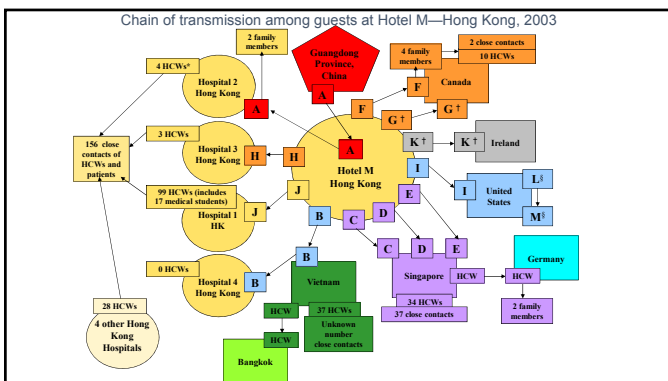 Chain of transmission among guests at Hotel M—Hong Kong, 2003
2 family
members
Guangdong
Province,
China
A
4 family
members
2 close contacts
10 HCWs
Canada
F
F
G †
G †
4 HCWs*
Hospital 2
Hong Kong
A
156 close
contacts of
HCWs and
patients
3 HCWs
Hospital 3
Hong Kong
H
H
A
Hotel M
Hong Kong
K †
K †
Ireland
I
I
United
States
L§
M§
99 HCWs (includes
17 medical students)
Hospital 1
HK
J
J
B
C
D
E
0 HCWs
Hospital 4
Hong Kong
B
B
Vietnam
HCW
37 HCWs
Unknown
number
close contacts
HCW
Bangkok
C
D
E
Singapore
34 HCWs
37 close contacts
HCW
HCW
Germany
2 family
members
28 HCWs
4 other Hong
Kong
Hospitals